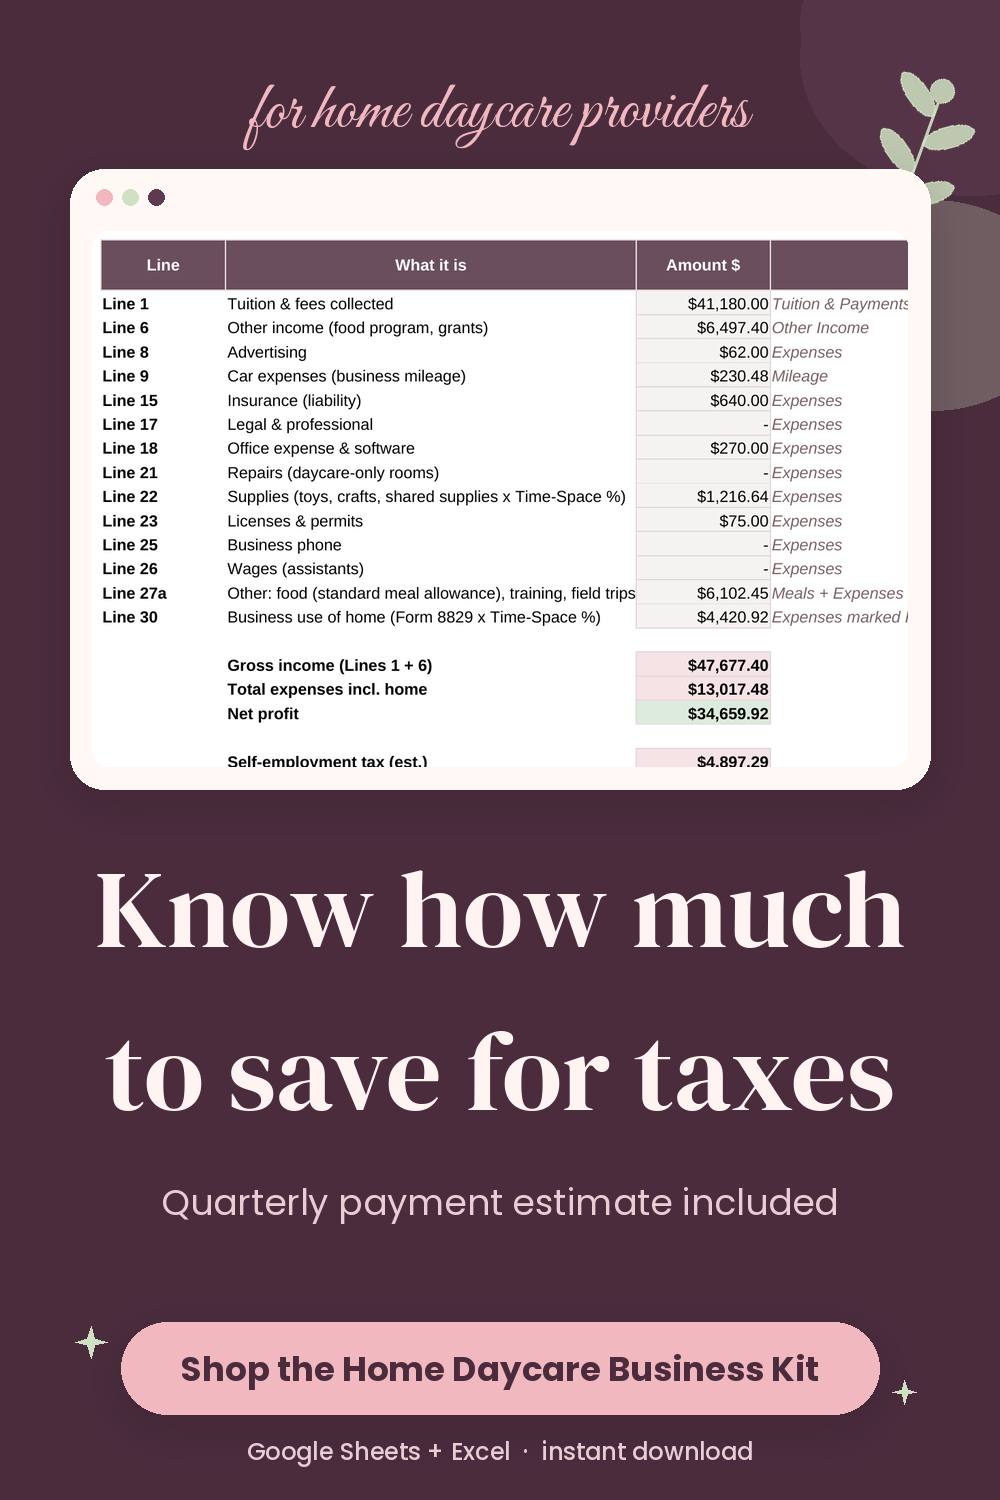 for home daycare providers
Line What it is Amount $
Line 1 Tuition & fees collected $41,180.00 Tuition & Payments
Line 6 Other income (food program, grants) $6,497.40 Other Income
Line 8 Advertising $62.00 Expenses
Line 9 Car expenses (business mileage) $230.48 Mileage
Line 15 Insurance (liability) $640.00 Expenses
Line 17 Legal & professional - Expenses
Line 18 Office expense & software $270.00 Expenses
Line 21 Repairs (daycare-only rooms) - Expenses
Line 22 Supplies (toys, crafts, shared supplies x Time-Space %) $1,216.64 Expenses
Line 23 Licenses & permits $75.00 Expenses
Line 25 Business phone - Expenses
Line 26 Wages (assistants) - Expenses
Line 27a Other: food (standard meal allowance), training, field trips $6,102.45 Meals + Expenses
Line 30 Business use of home (Form 8829 x Time-Space %) $4,420.92 Expenses marked
Gross income (Lines 1 + 6) $47,677.40
Total expenses incl. home $13,017.48
Net profit $34,659.92
Self-employment tax (est.) $4,897.29
Know how much
to save for taxes
Quarterly payment estimate included
Shop the Home Daycare Business Kit
Google Sheets + Excel · instant download